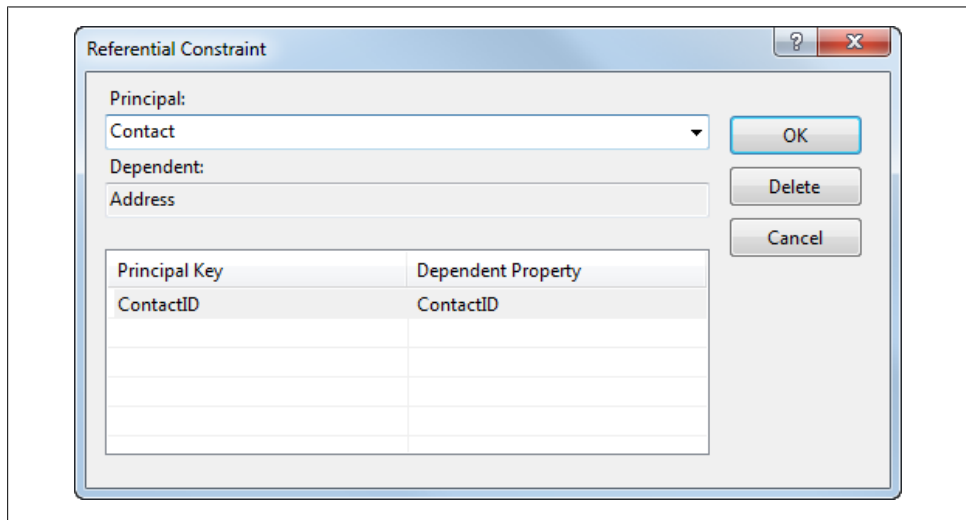 Referential Constraint
Principal:
Contact
OK
Dependent:
Address
Delete
Cancel
Principal Key Dependent Property
ContactID ContactID